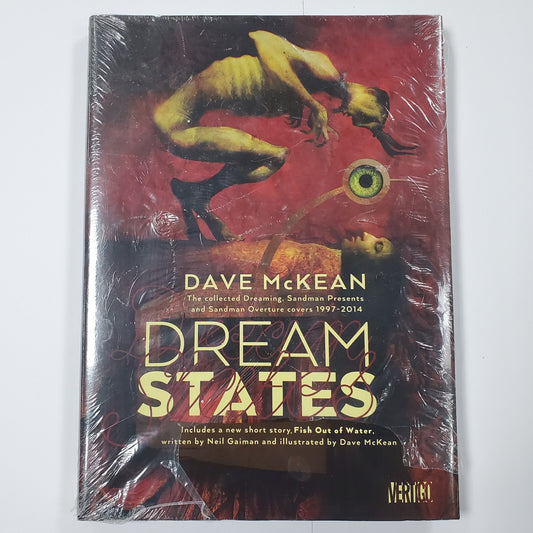 DAVE McKEAN
The collected Dreaming, Sandman Presents
and Sandman Overture covers 1997-2014
DREAM
STATES
Includes a new short story, Fish Out of Water,
written by Neil Gaiman and illustrated by Dave McKean
VERTIGO